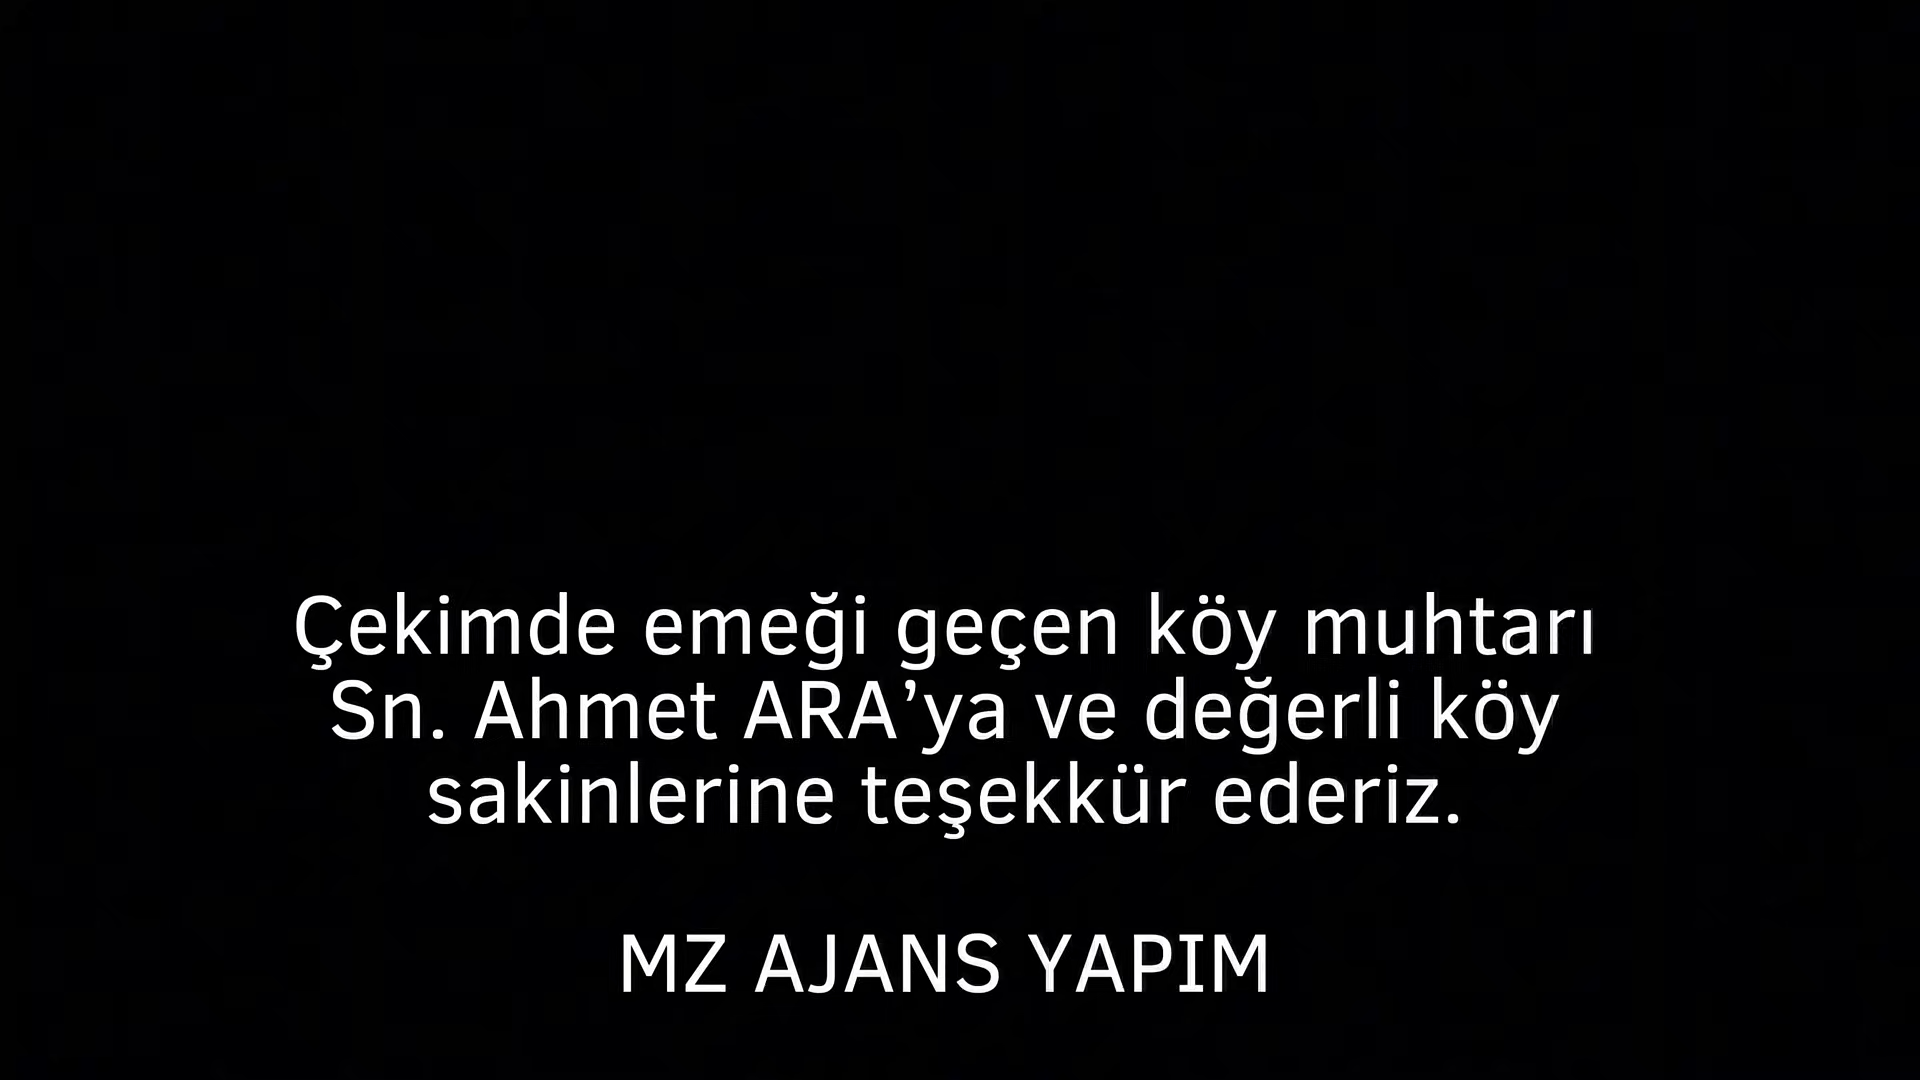 Çekimde emeği geçen köy muhtarı
Sn. Ahmet ARA’ya ve değerli köy
sakinlerine teşekkür ederiz.
MZ AJANS YAPIM